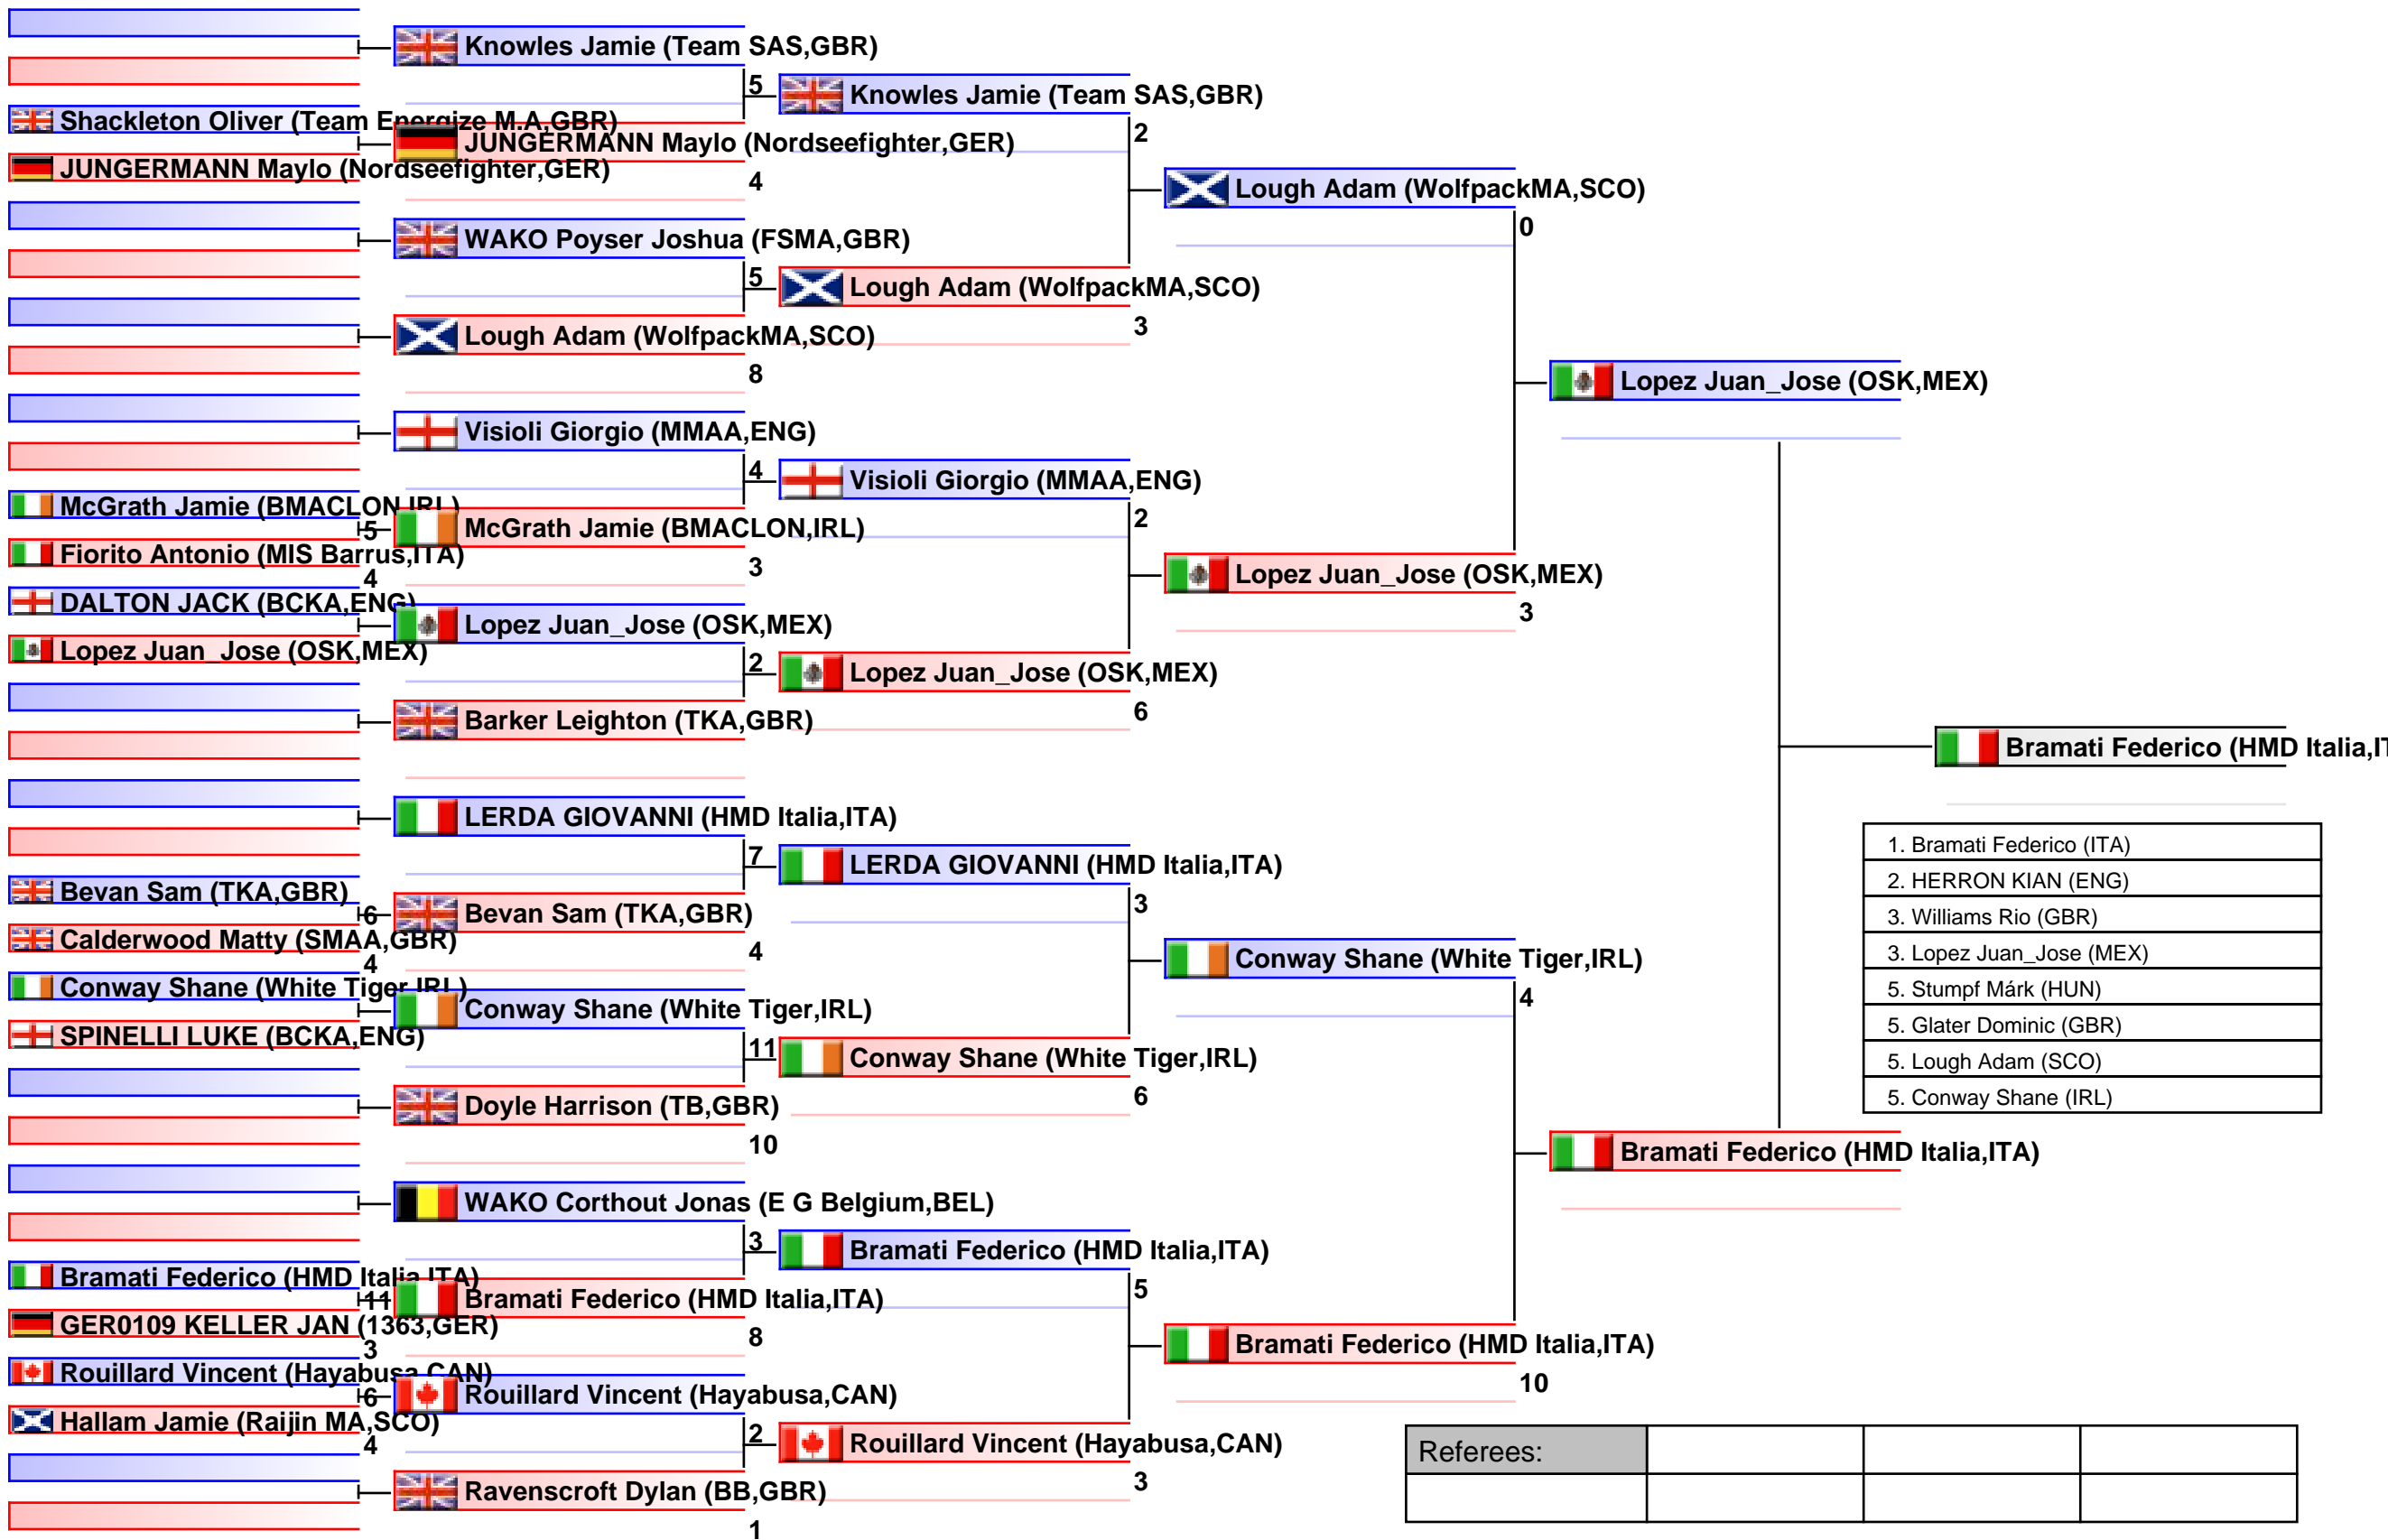 Shackleton Oliver (Team Energize M.A,GBR)
JUNGERMANN Maylo (Nordseefighter,GER)
McGrath Jamie (BMACLON,IRL)
5
Fiorito Antonio (MIS Barrus,ITA)
4
DALTON JACK (BCKA,ENG)
Lopez Juan_Jose (OSK,MEX)
Bevan Sam (TKA,GBR)
6
Calderwood Matty (SMAA,GBR)
4
Conway Shane (White Tiger,IRL)
SPINELLI LUKE (BCKA,ENG)
Bramati Federico (HMD Italia,ITA)
11
GER0109 KELLER JAN (1363,GER)
3
Rouillard Vincent (Hayabusa,CAN)
6
Hallam Jamie (Raijin MA,SCO)
4
Knowles Jamie (Team SAS,GBR)
5
JUNGERMANN Maylo (Nordseefighter,GER)
4
WAKO Poyser Joshua (FSMA,GBR)
5
Lough Adam (WolfpackMA,SCO)
8
Visioli Giorgio (MMAA,ENG)
4
McGrath Jamie (BMACLON,IRL)
3
Lopez Juan_Jose (OSK,MEX)
2
Barker Leighton (TKA,GBR)
LERDA GIOVANNI (HMD Italia,ITA)
7
Bevan Sam (TKA,GBR)
4
Conway Shane (White Tiger,IRL)
11
Doyle Harrison (TB,GBR)
10
WAKO Corthout Jonas (E G Belgium,BEL)
3
Bramati Federico (HMD Italia,ITA)
8
Rouillard Vincent (Hayabusa,CAN)
2
Ravenscroft Dylan (BB,GBR)
1
Knowles Jamie (Team SAS,GBR)
2
Lough Adam (WolfpackMA,SCO)
3
Visioli Giorgio (MMAA,ENG)
2
Lopez Juan_Jose (OSK,MEX)
6
LERDA GIOVANNI (HMD Italia,ITA)
3
Conway Shane (White Tiger,IRL)
6
Bramati Federico (HMD Italia,ITA)
5
Rouillard Vincent (Hayabusa,CAN)
3
Lough Adam (WolfpackMA,SCO)
0
Lopez Juan_Jose (OSK,MEX)
3
Conway Shane (White Tiger,IRL)
4
Bramati Federico (HMD Italia,ITA)
10
Lopez Juan_Jose (OSK,MEX)
Bramati Federico (HMD Italia,ITA)
Bramati Federico (HMD Italia,IT
1. Bramati Federico (ITA)
2. HERRON KIAN (ENG)
3. Williams Rio (GBR)
3. Lopez Juan_Jose (MEX)
5. Stumpf Márk (HUN)
5. Glater Dominic (GBR)
5. Lough Adam (SCO)
5. Conway Shane (IRL)
Referees: